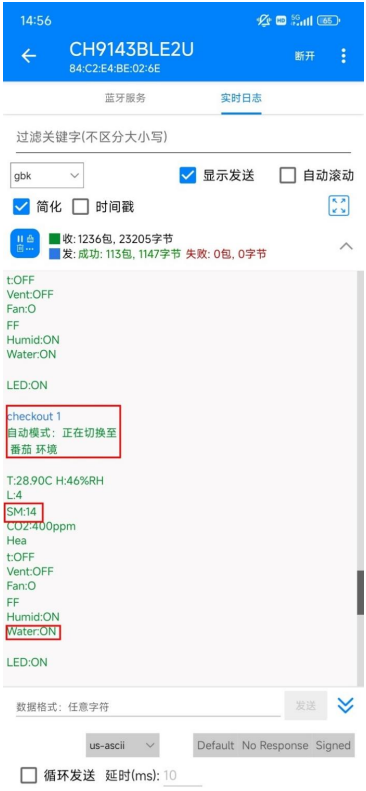 14:56
5G 65
CH9143BLE2U
84:C2:E4:BE:02:6E
断开
蓝牙服务
实时日志
过滤关键字(不区分大小写)
gbk
显示发送
自动滚动
简化
时间戳
收: 1236包, 23205字节
发: 成功: 113包, 1147字节 失败: 0包, 0字节
t:OFF
Vent:OFF
Fan:O
FF
Humid:ON
Water:ON
LED:ON
checkout 1
自动模式：正在切换至
番茄 环境
T:28.90C H:46%RH
L:4
SM:14
CO2:400ppm
Hea
t:OFF
Vent:OFF
Fan:O
FF
Humid:ON
Water:ON
LED:ON
数据格式：任意字符
发送
us-ascii
Default No Response Signed
循环发送 延时(ms): 10